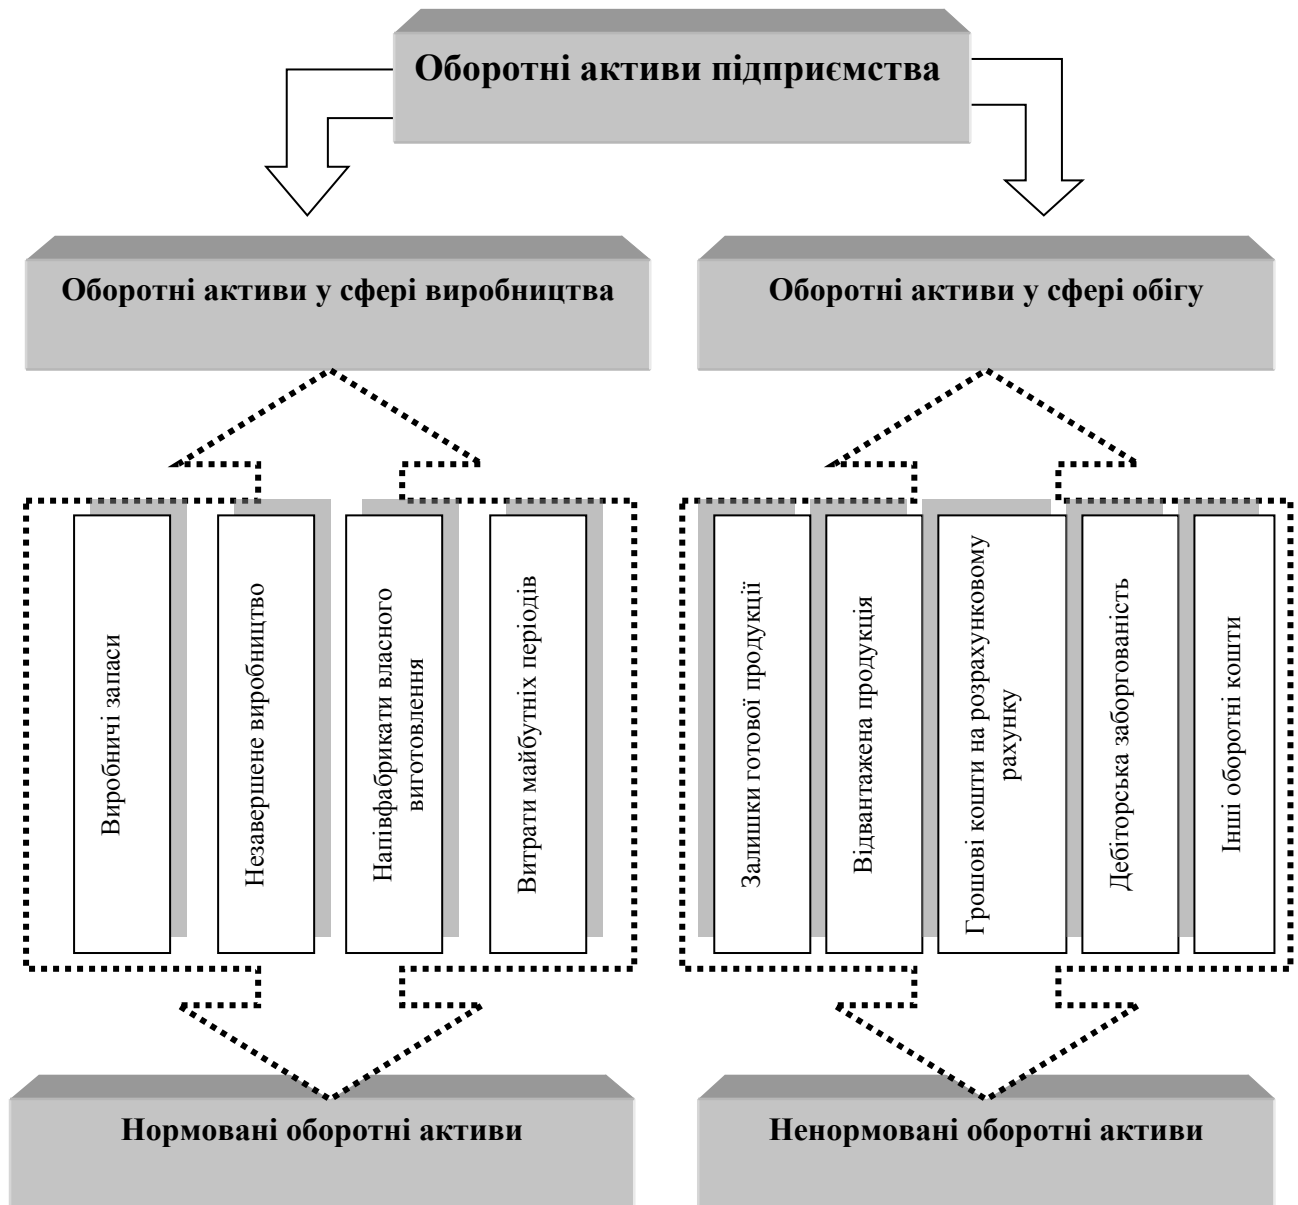 Оборотні активи підприємства
Оборотні активи у сфері виробництва
Оборотні активи у сфері обігу
Виробничі запаси
Незавершене виробництво
Напівфабрикати власного
виготовлення
Витрати майбутніх періодів
Залишки готової продукції
Відвантажена продукція
Грошові кошти на розрахунковому
рахунку
Дебіторська заборгованість
Інші оборотні кошти
Нормовані оборотні активи
Ненормовані оборотні активи